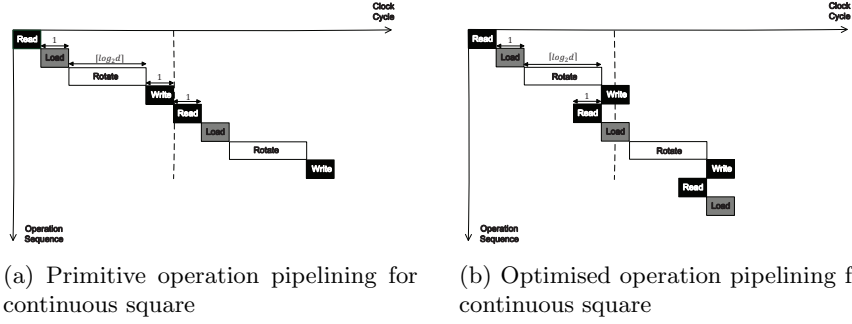 Clock
Cycle
Read
1
Load
⌈log₂d⌉
Rotate
1
Write
1
Read
Load
Rotate
Write
Operation
Sequence
(a) Primitive operation pipelining for
continuous square
Clock
Cycle
Read
1
Load
⌈log₂d⌉
Rotate
1
Write
Read
Load
Rotate
Write
Read
Load
Operation
Sequence
(b) Optimised operation pipelining f
continuous square